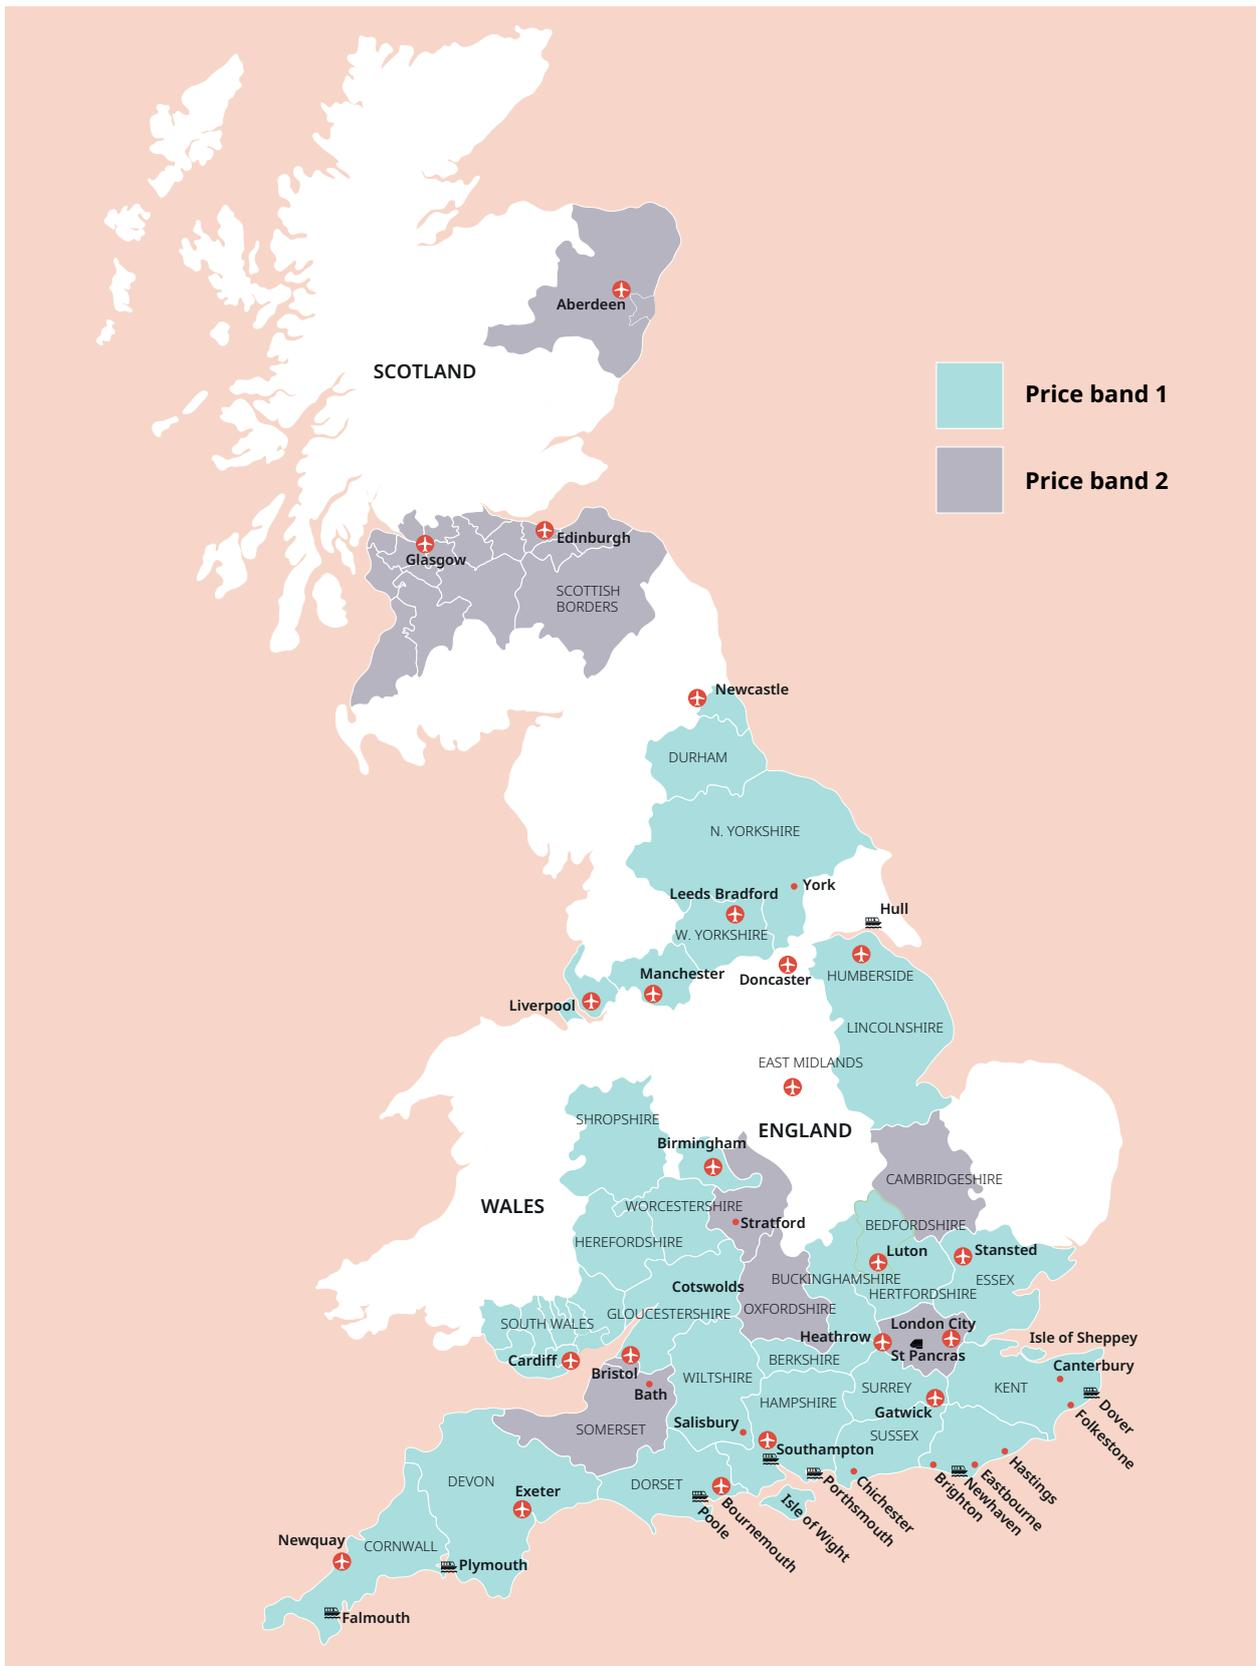 Aberdeen
SCOTLAND
Price band 1
Price band 2
Edinburgh
Glasgow
SCOTTISH
BORDERS
Newcastle
DURHAM
N. YORKSHIRE
York
Leeds Bradford
Hull
W. YORKSHIRE
Manchester
Doncaster
HUMBERSIDE
Liverpool
LINCOLNSHIRE
EAST MIDLANDS
SHROPSHIRE
ENGLAND
Birmingham
CAMBRIDGESHIRE
WALES
WORCESTERSHIRE
Stratford
BEDFORDSHIRE
HEREFORDSHIRE
Luton
Stansted
BUCKINGHAMSHIRE
ESSEX
Cotswolds
HERTFORDSHIRE
OXFORDSHIRE
GLOUCESTERSHIRE
SOUTH WALES
London City
Heathrow
Isle of Sheppey
St Pancras
Cardiff
BERKSHIRE
Canterbury
Bristol
WILTSHIRE
SURREY
KENT
Bath
HAMPSHIRE
Dover
Gatwick
Folkestone
Salisbury
SOMERSET
SUSSEX
Southampton
Hastings
DEVON
DORSET
Eastbourne
Newhaven
Brighton
Chichester
Porthsmouth
Exeter
Isle of Wight
Bournemouth
Poole
Newquay
CORNWALL
Plymouth
Falmouth